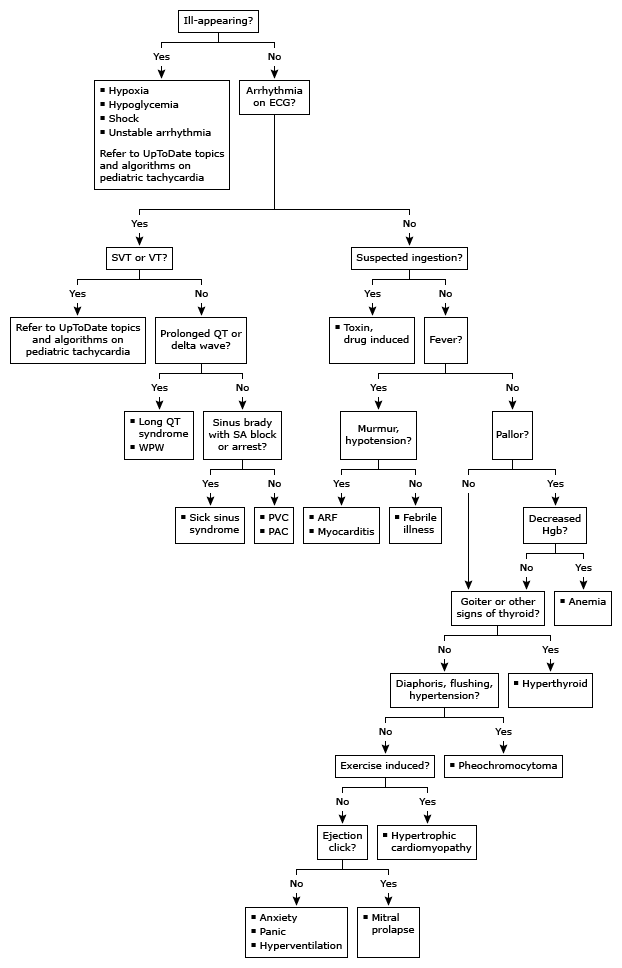 Ill-appearing?
Yes
No
▪ Hypoxia
▪ Hypoglycemia
▪ Shock
▪ Unstable arrhythmia
Refer to UpToDate topics
and algorithms on
pediatric tachycardia
Arrhythmia
on ECG?
Yes
No
SVT or VT?
Suspected ingestion?
Yes
No
Yes
No
Refer to UpToDate topics
and algorithms on
pediatric tachycardia
Prolonged QT or
delta wave?
▪ Toxin,
drug induced
Fever?
Yes
No
Yes
No
▪ Long QT
syndrome
▪ WPW
Sinus brady
with SA block
or arrest?
Murmur,
hypotension?
Pallor?
Yes
No
Yes
No
No
Yes
▪ Sick sinus
syndrome
▪ PVC
▪ PAC
▪ ARF
▪ Myocarditis
▪ Febrile
illness
Decreased
Hgb?
No
Yes
Goiter or other
signs of thyroid?
▪ Anemia
No
Yes
Diaphoris, flushing,
hypertension?
▪ Hyperthyroid
No
Yes
Exercise induced?
▪ Pheochromocytoma
No
Yes
Ejection
click?
▪ Hypertrophic
cardiomyopathy
No
Yes
▪ Anxiety
▪ Panic
▪ Hyperventilation
▪ Mitral
prolapse